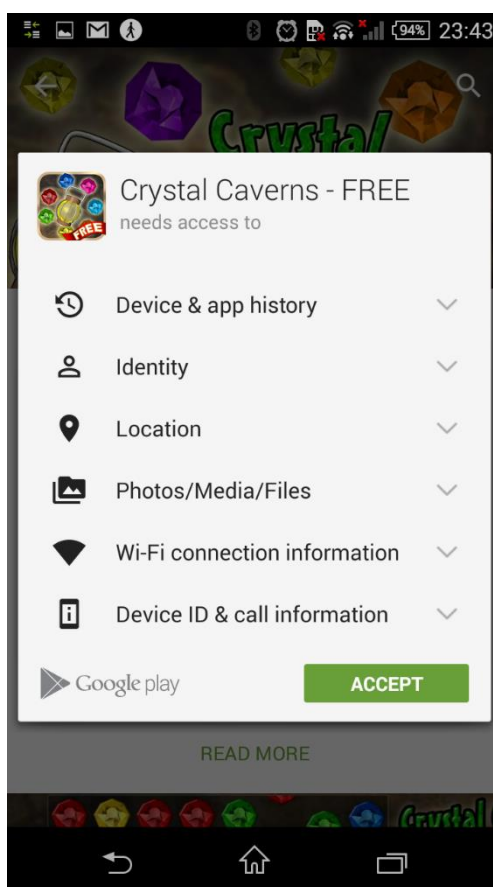 94% 23:43
Crystal
FREE
Crystal Caverns - FREE
needs access to
Device & app history
Identity
Location
Photos/Media/Files
Wi-Fi connection information
Device ID & call information
Google play
ACCEPT
READ MORE
Crystal